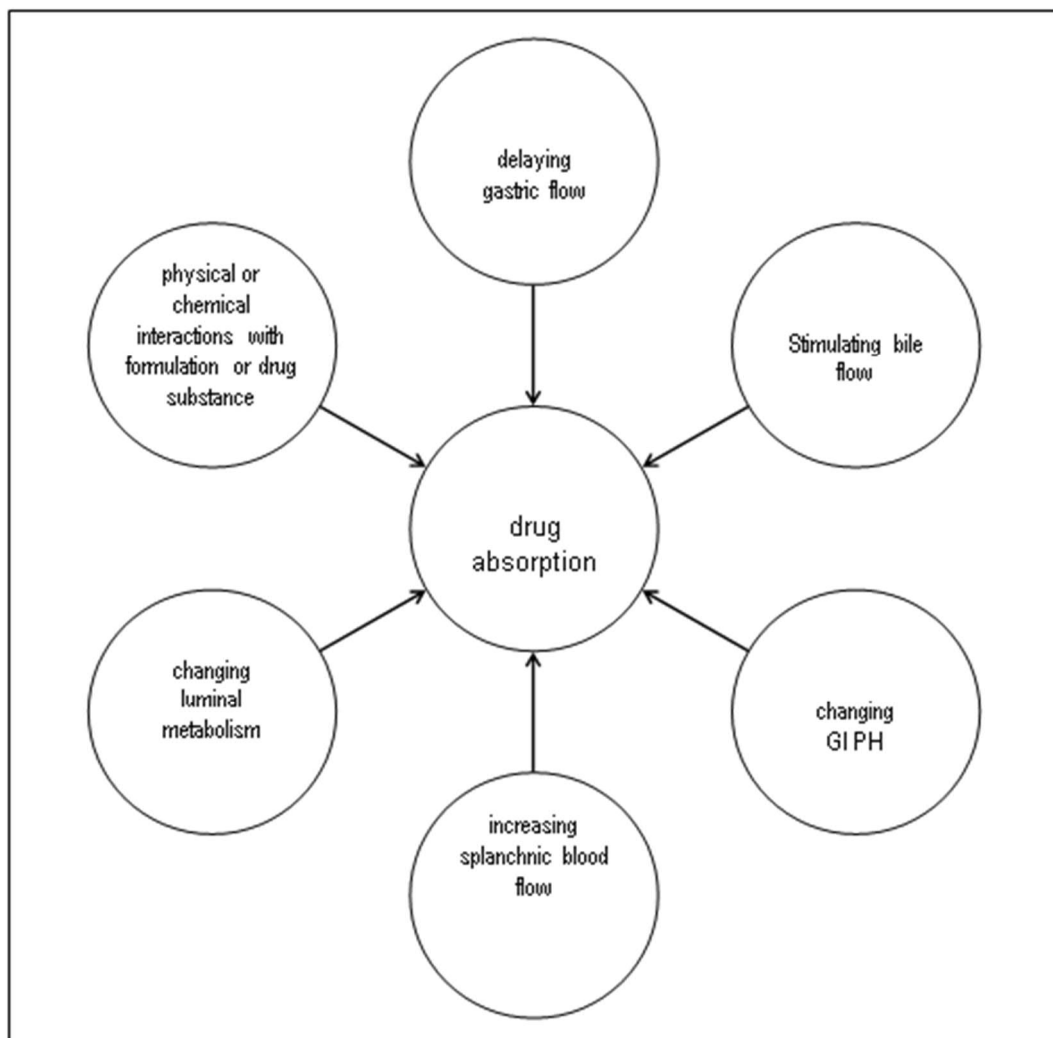 delaying
gastric flow
physical or
chemical
interactions with
formulation or drug
substance
Stimulating bile
flow
drug
absorption
changing
luminal
metabolism
changing
GI PH
increasing
splanchnic blood
flow